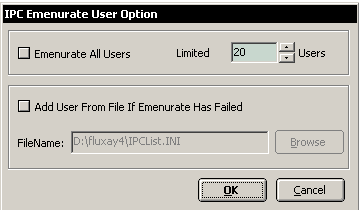 IPC Emenurate User Option
Emenurate All Users Limited 20 Users
Add User From File If Emenurate Has Failed
FileName: D:\fluxay4\IPCList.INI Browse
OK Cancel